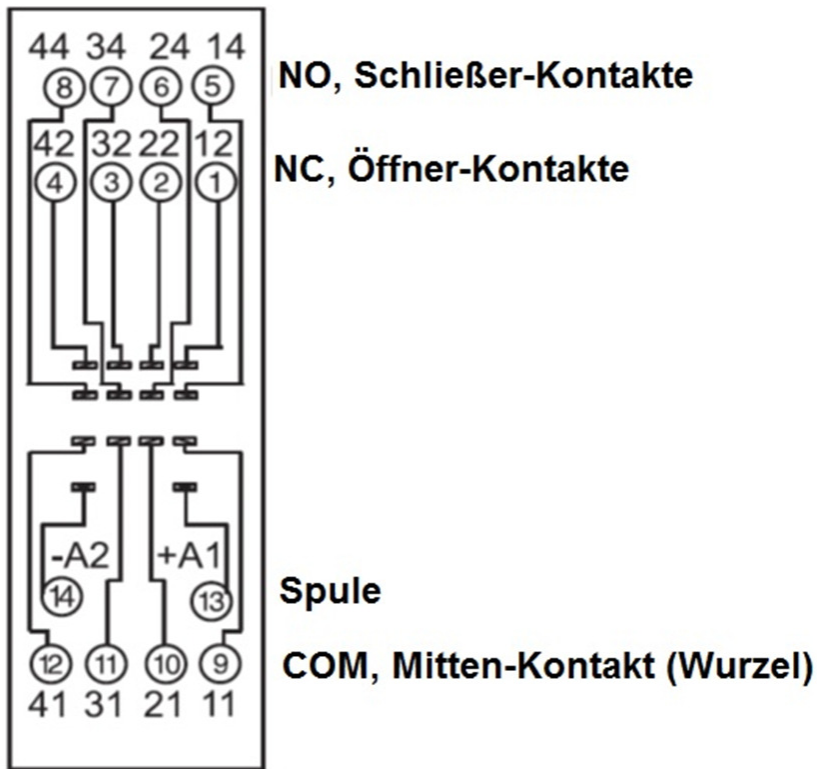 44 34 24 14
8 7 6 5 NO, Schließer-Kontakte
42 32 22 12
4 3 2 1 NC, Öffner-Kontakte
-A2 +A1
14 13 Spule
12 11 10 9 COM, Mitten-Kontakt (Wurzel)
41 31 21 11